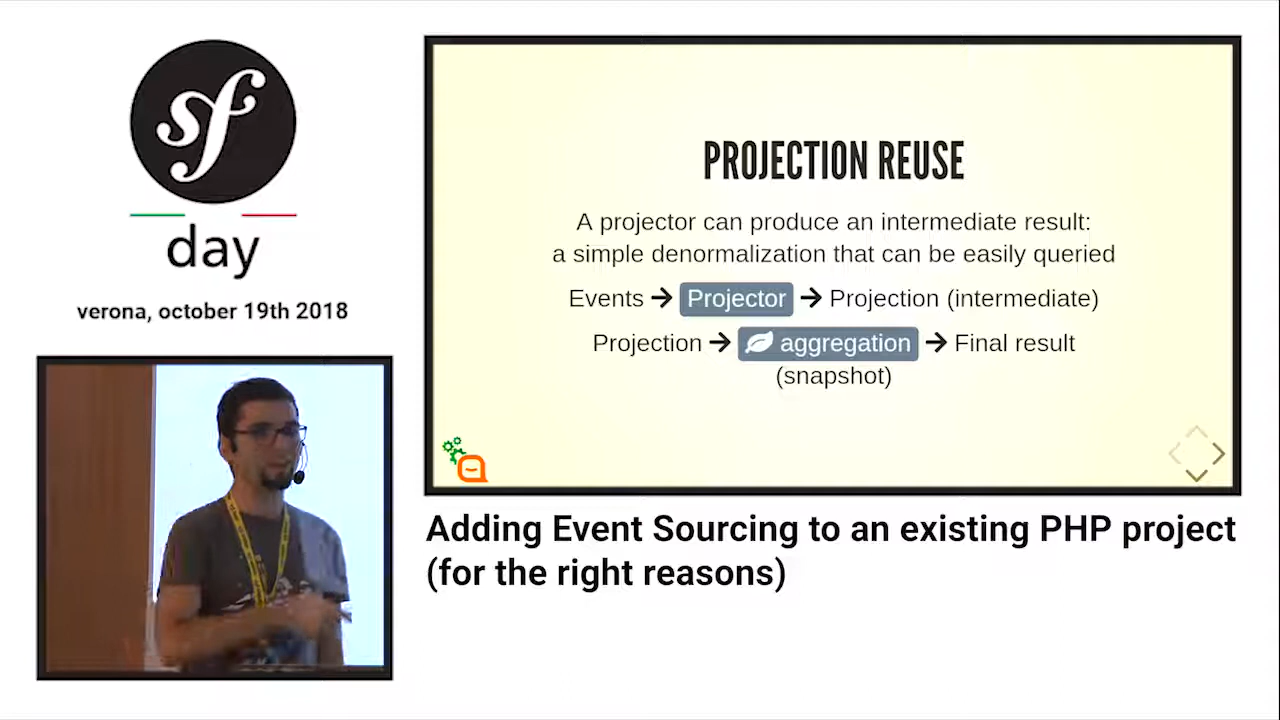 sf
day
verona, october 19th 2018
PROJECTION REUSE
A projector can produce an intermediate result:
a simple denormalization that can be easily queried
Events → Projector → Projection (intermediate)
Projection → aggregation → Final result
(snapshot)
Adding Event Sourcing to an existing PHP project
(for the right reasons)